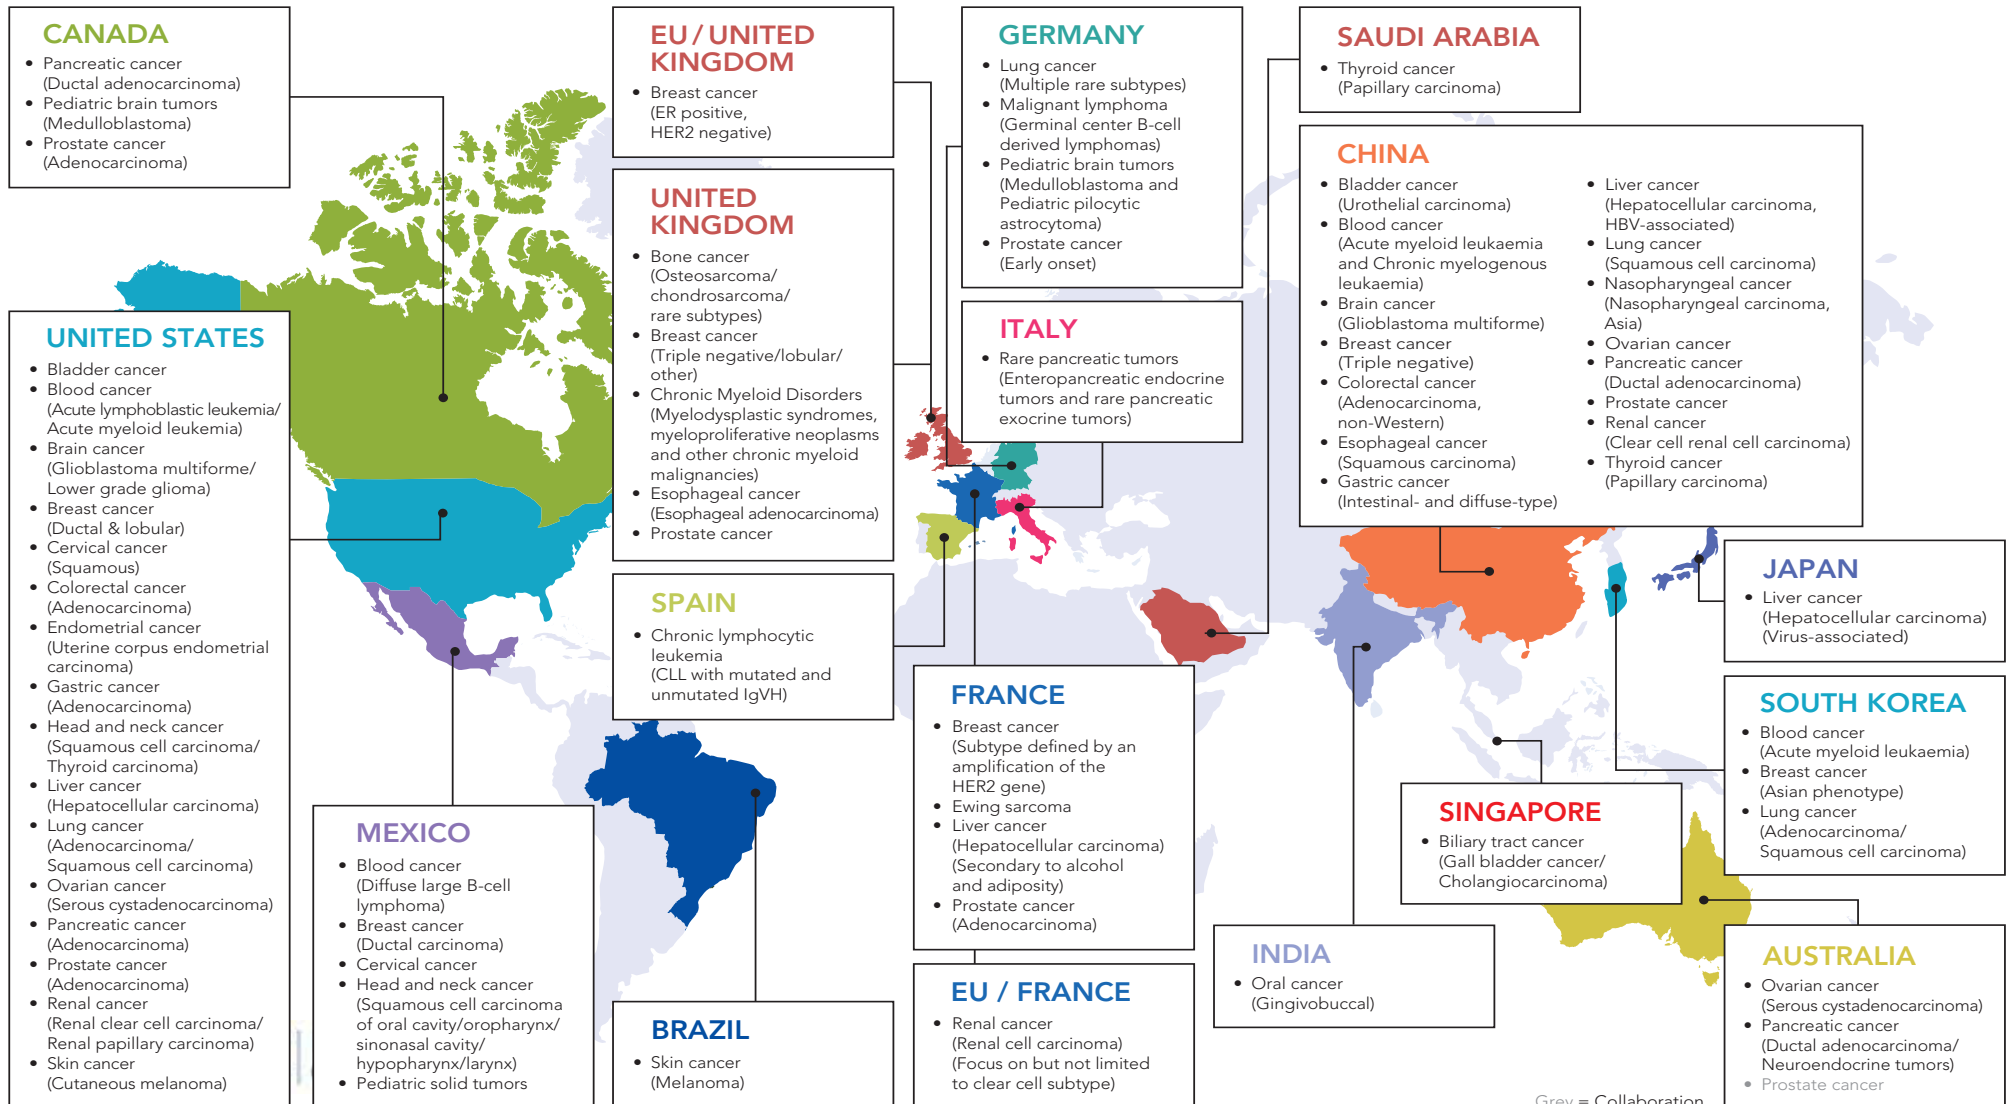 CANADA
• Pancreatic cancer
(Ductal adenocarcinoma)
• Pediatric brain tumors
(Medulloblastoma)
• Prostate cancer
(Adenocarcinoma)
UNITED STATES
• Bladder cancer
• Blood cancer
(Acute lymphoblastic leukemia/
Acute myeloid leukemia)
• Brain cancer
(Glioblastoma multiforme/
Lower grade glioma)
• Breast cancer
(Ductal & lobular)
• Cervical cancer
(Squamous)
• Colorectal cancer
(Adenocarcinoma)
• Endometrial cancer
(Uterine corpus endometrial
carcinoma)
• Gastric cancer
(Adenocarcinoma)
• Head and neck cancer
(Squamous cell carcinoma/
Thyroid carcinoma)
• Liver cancer
(Hepatocellular carcinoma)
• Lung cancer
(Adenocarcinoma/
Squamous cell carcinoma)
• Ovarian cancer
(Serous cystadenocarcinoma)
• Pancreatic cancer
(Adenocarcinoma)
• Prostate cancer
(Adenocarcinoma)
• Renal cancer
(Renal clear cell carcinoma/
Renal papillary carcinoma)
• Skin cancer
(Cutaneous melanoma)
MEXICO
• Blood cancer
(Diffuse large B-cell
lymphoma)
• Breast cancer
(Ductal carcinoma)
• Cervical cancer
• Head and neck cancer
(Squamous cell carcinoma
of oral cavity/oropharynx/
sinonasal cavity/
hypopharynx/larynx)
• Pediatric solid tumors
EU / UNITED
KINGDOM
• Breast cancer
(ER positive,
HER2 negative)
UNITED
KINGDOM
• Bone cancer
(Osteosarcoma/
chondrosarcoma/
rare subtypes)
• Breast cancer
(Triple negative/lobular/
other)
• Chronic Myeloid Disorders
(Myelodysplastic syndromes,
myeloproliferative neoplasms
and other chronic myeloid
malignancies)
• Esophageal cancer
(Esophageal adenocarcinoma)
• Prostate cancer
SPAIN
• Chronic lymphocytic
leukemia
(CLL with mutated and
unmutated IgVH)
BRAZIL
• Skin cancer
(Melanoma)
GERMANY
• Lung cancer
(Multiple rare subtypes)
• Malignant lymphoma
(Germinal center B-cell
derived lymphomas)
• Pediatric brain tumors
(Medulloblastoma and
Pediatric pilocytic
astrocytoma)
• Prostate cancer
(Early onset)
ITALY
• Rare pancreatic tumors
(Enteropancreatic endocrine
tumors and rare pancreatic
exocrine tumors)
FRANCE
• Breast cancer
(Subtype defined by an
amplification of the
HER2 gene)
• Ewing sarcoma
• Liver cancer
(Hepatocellular carcinoma)
(Secondary to alcohol
and adiposity)
• Prostate cancer
(Adenocarcinoma)
EU / FRANCE
• Renal cancer
(Renal cell carcinoma)
(Focus on but not limited
to clear cell subtype)
SAUDI ARABIA
• Thyroid cancer
(Papillary carcinoma)
CHINA
• Bladder cancer
(Urothelial carcinoma)
• Blood cancer
(Acute myeloid leukaemia
and Chronic myelogenous
leukaemia)
• Brain cancer
(Glioblastoma multiforme)
• Breast cancer
(Triple negative)
• Colorectal cancer
(Adenocarcinoma,
non-Western)
• Esophageal cancer
(Squamous carcinoma)
• Gastric cancer
(Intestinal- and diffuse-type)
• Liver cancer
(Hepatocellular carcinoma,
HBV-associated)
• Lung cancer
(Squamous cell carcinoma)
• Nasopharyngeal cancer
(Nasopharyngeal carcinoma,
Asia)
• Ovarian cancer
• Pancreatic cancer
(Ductal adenocarcinoma)
• Prostate cancer
• Renal cancer
(Clear cell renal cell carcinoma)
• Thyroid cancer
(Papillary carcinoma)
JAPAN
• Liver cancer
(Hepatocellular carcinoma)
(Virus-associated)
SOUTH KOREA
• Blood cancer
(Acute myeloid leukaemia)
• Breast cancer
(Asian phenotype)
• Lung cancer
(Adenocarcinoma/
Squamous cell carcinoma)
SINGAPORE
• Biliary tract cancer
(Gall bladder cancer/
Cholangiocarcinoma)
INDIA
• Oral cancer
(Gingivobuccal)
AUSTRALIA
• Ovarian cancer
(Serous cystadenocarcinoma)
• Pancreatic cancer
(Ductal adenocarcinoma/
Neuroendocrine tumors)
• Prostate cancer
Grey = Collaboration